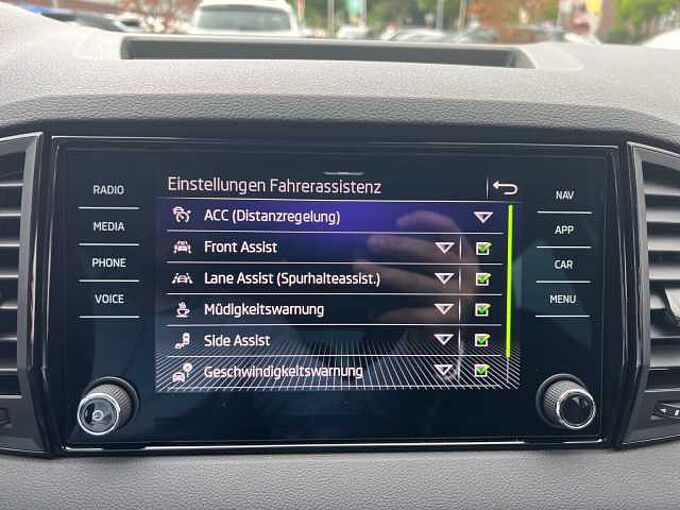 Einstellungen Fahrerassistenz
RADIO
MEDIA
PHONE
VOICE
ACC (Distanzregelung)
Front Assist
Lane Assist (Spurhalteassist.)
Müdigkeitswarnung
Side Assist
Geschwindigkeitswarnung
NAV
APP
CAR
MENU